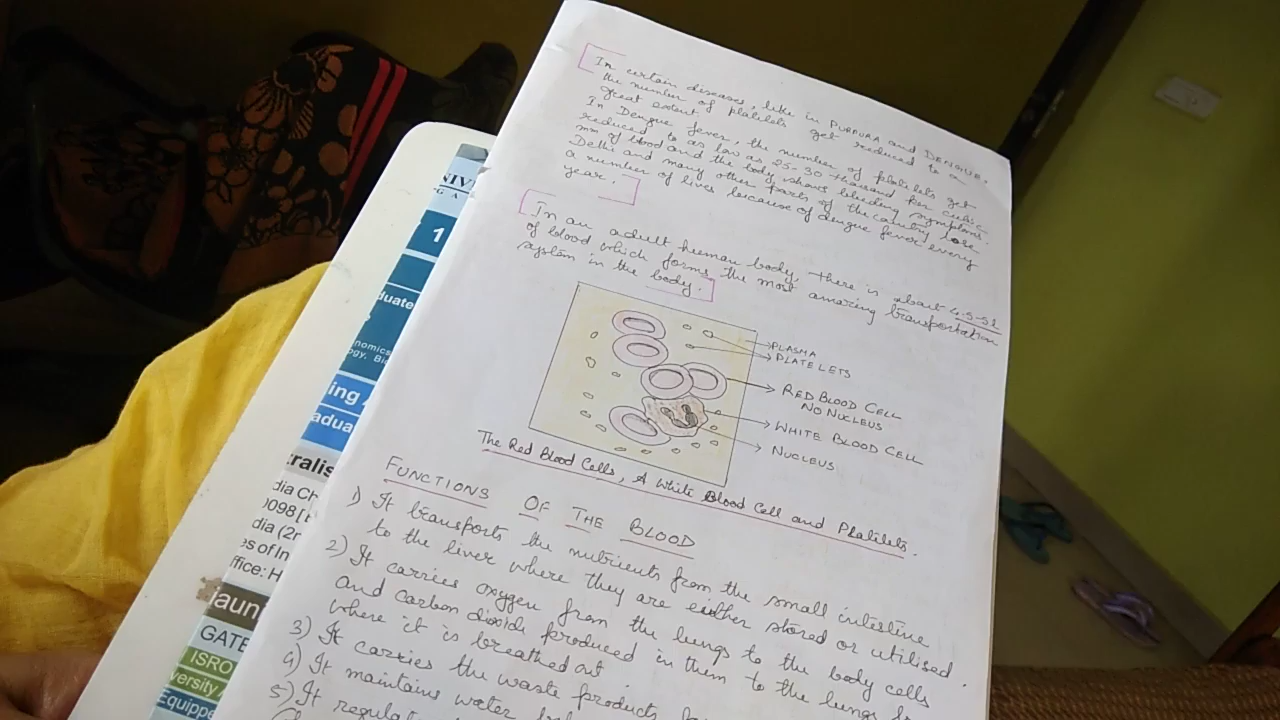 In certain diseases, like in PURPURA and DENGUE,
the number of platelets get reduced to a
great extent.
In Dengue fever, the number of platelets get
reduced to as low as 25-30 thousand per cubic
mm of blood and the body shows bleeding symptoms.
Delhi and many other parts of the country lose
a number of lives because of dengue fever every
year.
In an adult human body, there is about 4.5-5l
of blood which forms the most amazing transportation
system in the body.
PLASMA
PLATELETS
RED BLOOD CELL
NO NUCLEUS
WHITE BLOOD CELL
NUCLEUS
The Red Blood Cells, A White Blood Cell and Platelets.
FUNCTIONS OF THE BLOOD
1) It transports the nutrients from the small intestine
to the liver where they are either stored or utilised.
2) It carries oxygen from the lungs to the body cells
and carbon dioxide produced in them to the lungs
where it is breathed out
3) It carries the waste products
4) It maintains water
5) It
NIV
1
duate
nomics
ogy, Bi
ing
adua
tralis
dia Ch
0098
dia (2r
es of In
ffice: H
jaun
GATE
ISRO
versity
Equippe